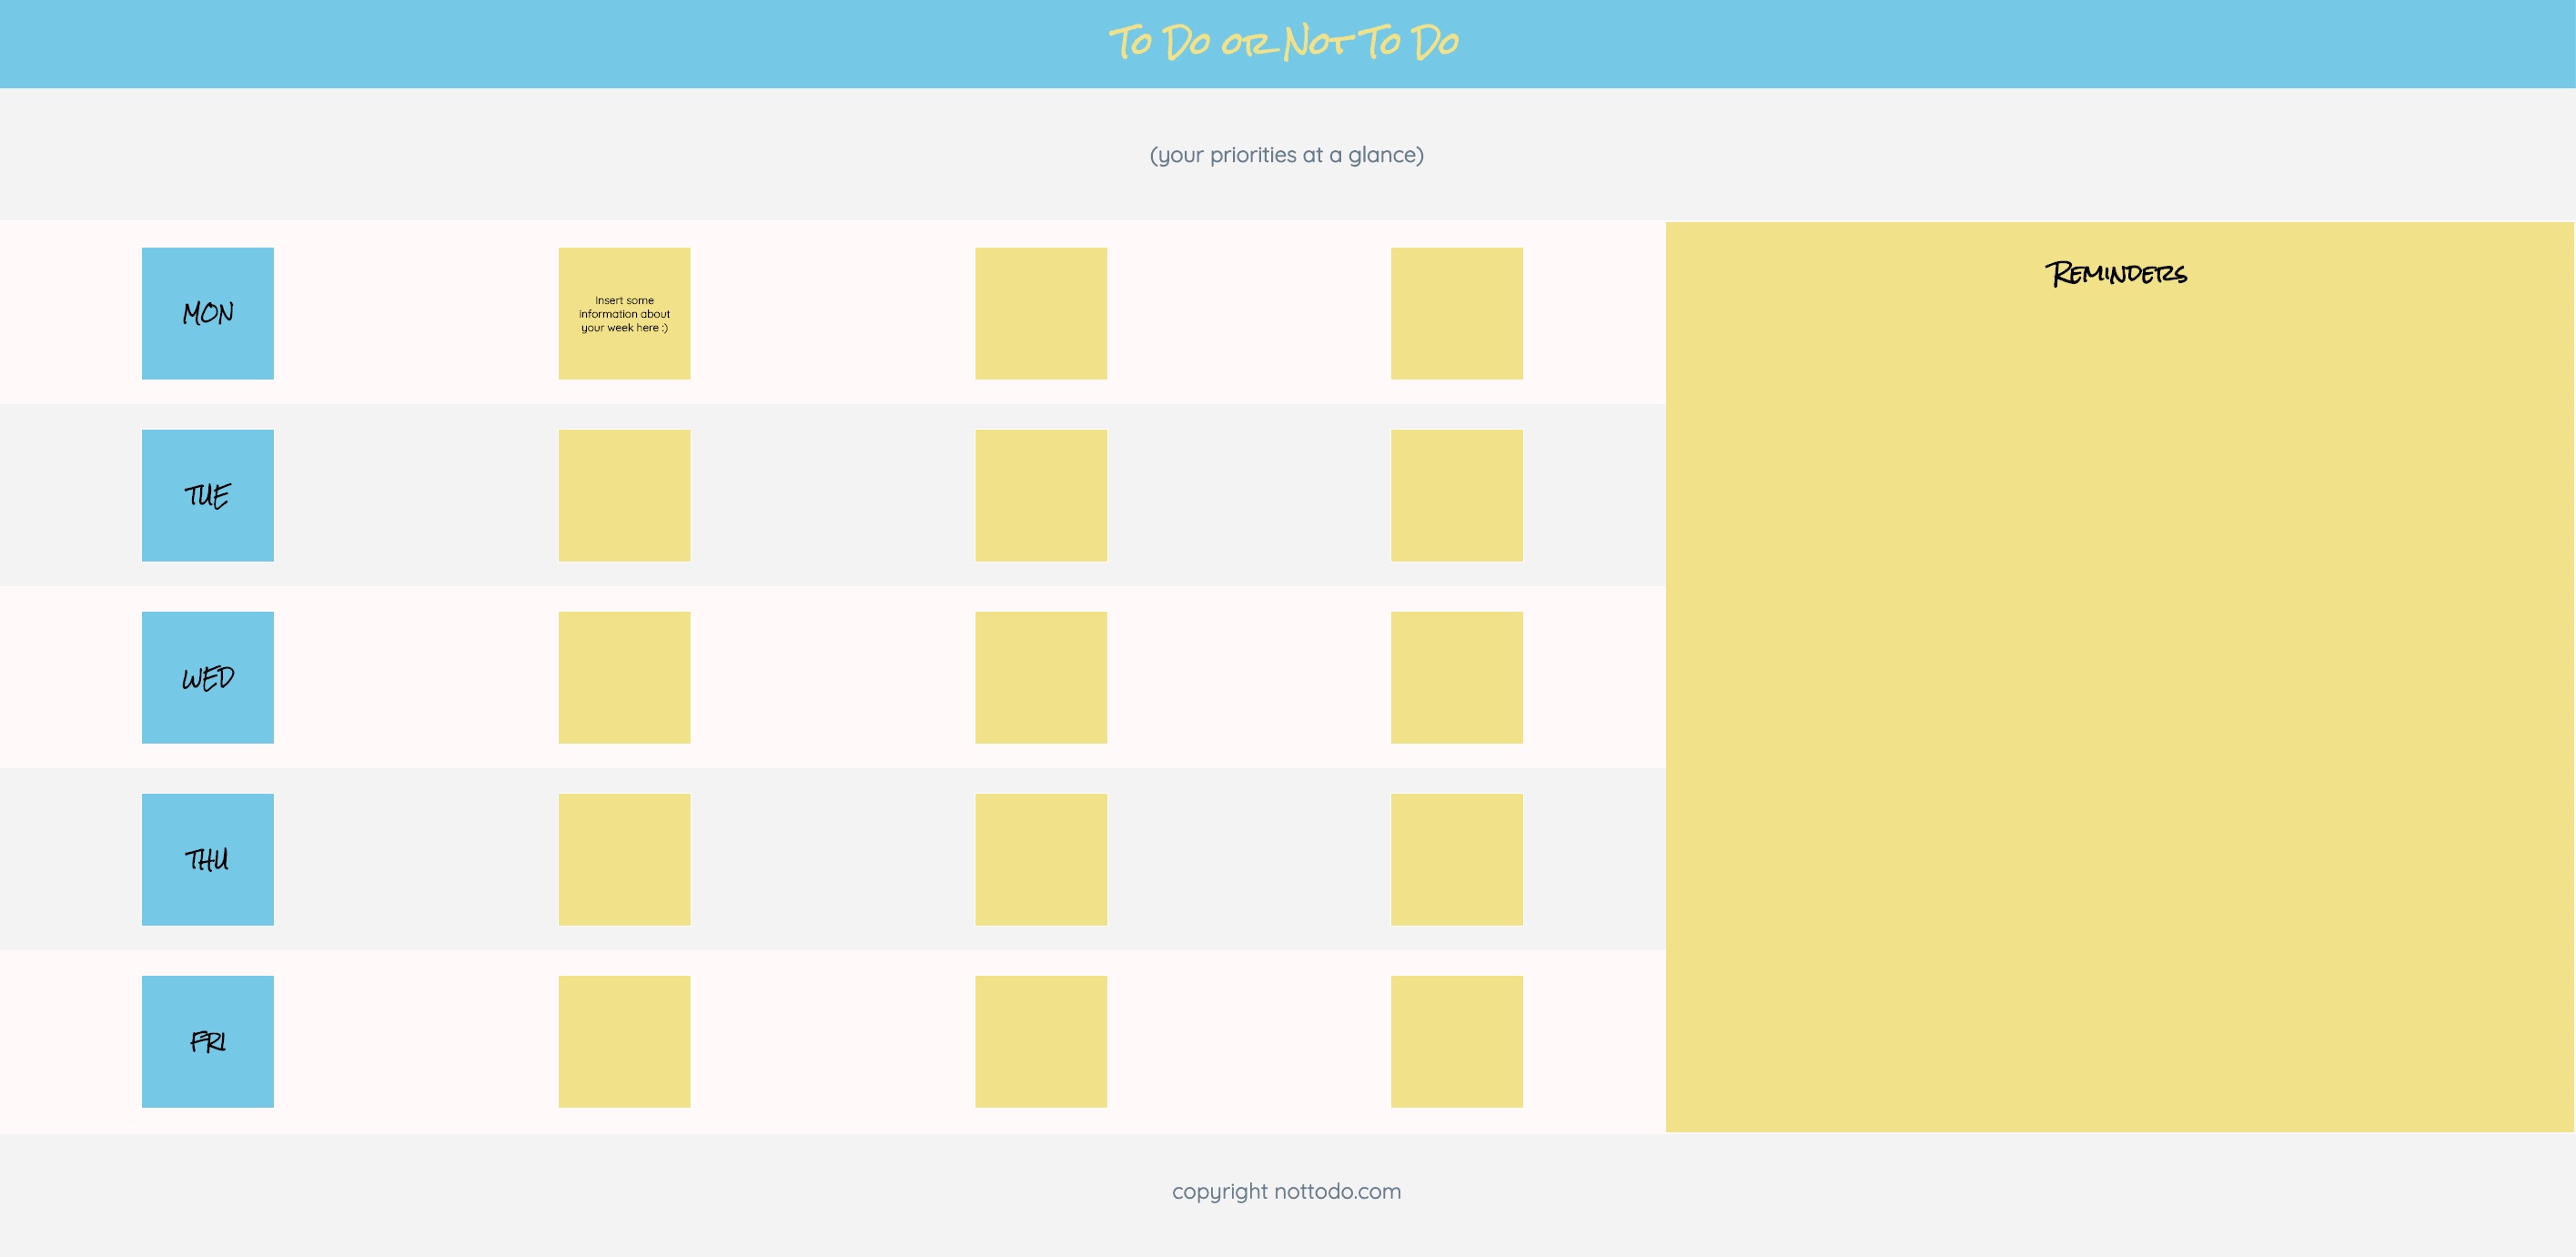 To Do or Not To Do
(your priorities at a glance)
MON
Insert some
information about
your week here :)
Reminders
TUE
WED
THU
FRI
copyright nottodo.com